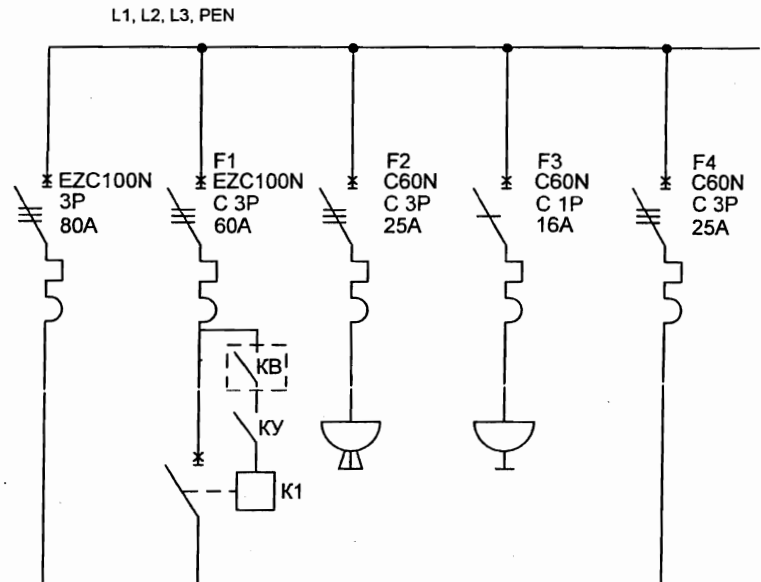 L1, L2, L3, PEN
EZC100N
3P
80A
F1
EZC100N
C 3P
60A
F2
C60N
C 3P
25A
F3
C60N
C 1P
16A
F4
C60N
C 3P
25A
КВ
КУ
К1